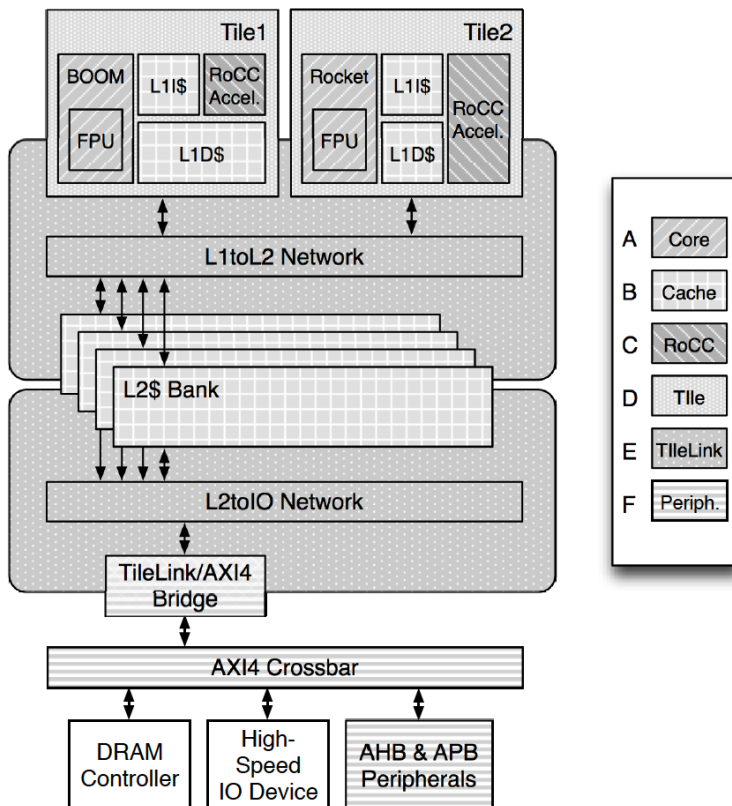 Tile1
BOOM
FPU
L1I$
RoCC
Accel.
L1D$
Tile2
Rocket
FPU
L1I$
L1D$
RoCC
Accel.
L1toL2 Network
L2$ Bank
L2toIO Network
TileLink/AXI4
Bridge
AXI4 Crossbar
DRAM
Controller
High-
Speed
IO Device
AHB & APB
Peripherals
A Core
B Cache
C RoCC
D TIle
E TIleLink
F Periph.